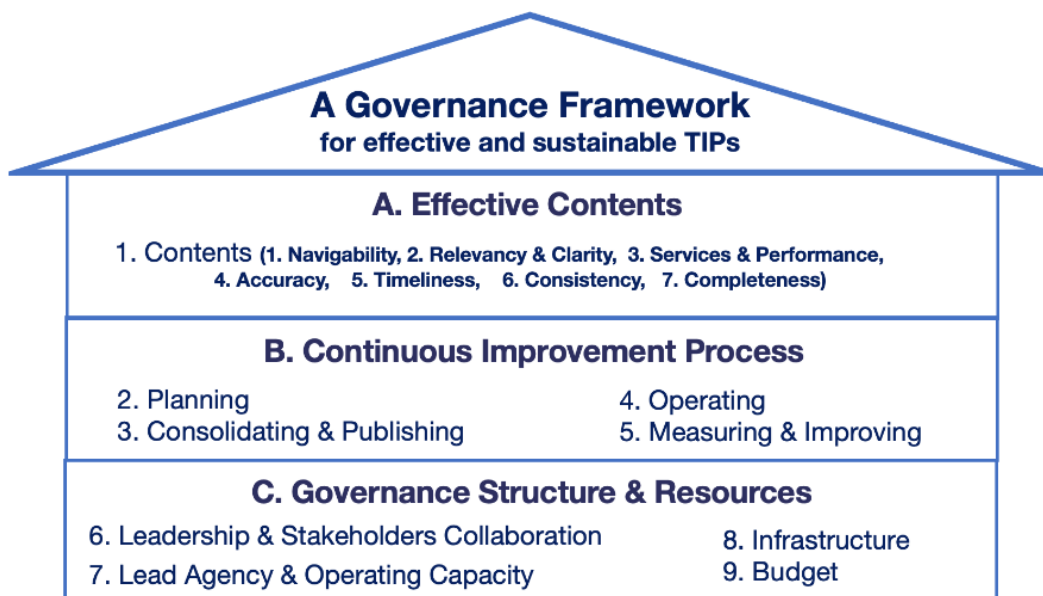 A Governance Framework
for effective and sustainable TIPs
A. Effective Contents
1. Contents (1. Navigability, 2. Relevancy & Clarity, 3. Services & Performance,
4. Accuracy, 5. Timeliness, 6. Consistency, 7. Completeness)
B. Continuous Improvement Process
2. Planning
3. Consolidating & Publishing
4. Operating
5. Measuring & Improving
C. Governance Structure & Resources
6. Leadership & Stakeholders Collaboration
7. Lead Agency & Operating Capacity
8. Infrastructure
9. Budget